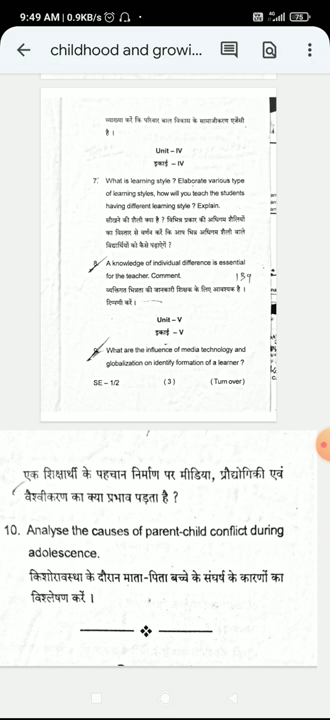 9:49 AM | 0.9KB/s
75
childhood and growi...
व्याख्या करें कि परिवार बाल विकास के सामाजीकरण एजेंसी
है ।
Unit – IV
इकाई – IV
7. What is learning style ? Elaborate various type
of learning styles, how will you teach the students
having different learning style ? Explain.
सीखने की शैली क्या है ? विभिन्न प्रकार की अधिगम शैलियों
का विस्तार से वर्णन करें कि आप भिन्न अधिगम शैली वाले
विद्यार्थियों को कैसे पढ़ाऐगें ?
8. A knowledge of individual difference is essential
for the teacher. Comment. 139
व्यक्तिगत भिन्नता की जानकारी शिक्षक के लिए आवश्यक है ।
टिप्पणी करें ।
Unit – V
इकाई – V
9. What are the influence of media technology and
globalization on identify formation of a learner ?
SE – 1/2 ( 3 ) ( Turn over )
एक शिक्षार्थी के पहचान निर्माण पर मीडिया, प्रौद्योगिकी एवं
वैश्वीकरण का क्या प्रभाव पड़ता है ?
10. Analyse the causes of parent-child conflict during
adolescence.
किशोरावस्था के दौरान माता-पिता बच्चे के संघर्ष के कारणों का
विश्लेषण करें ।